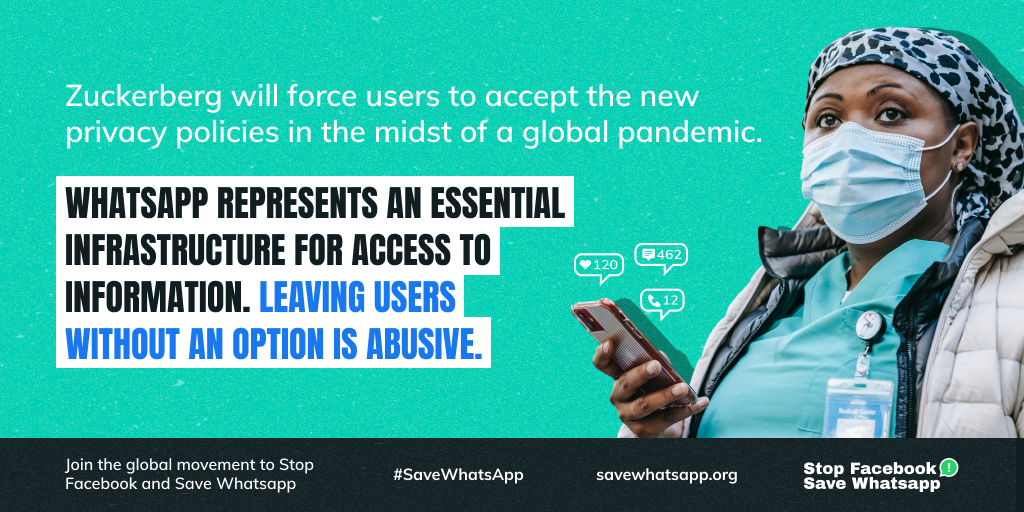 Zuckerberg will force users to accept the new
privacy policies in the midst of a global pandemic.
WHATSAPP REPRESENTS AN ESSENTIAL
INFRASTRUCTURE FOR ACCESS TO
INFORMATION. LEAVING USERS
WITHOUT AN OPTION IS ABUSIVE.
120
462
12
Medical Center
Join the global movement to Stop
Facebook and Save Whatsapp
#SaveWhatsApp
savewhatsapp.org
Stop Facebook
Save Whatsapp